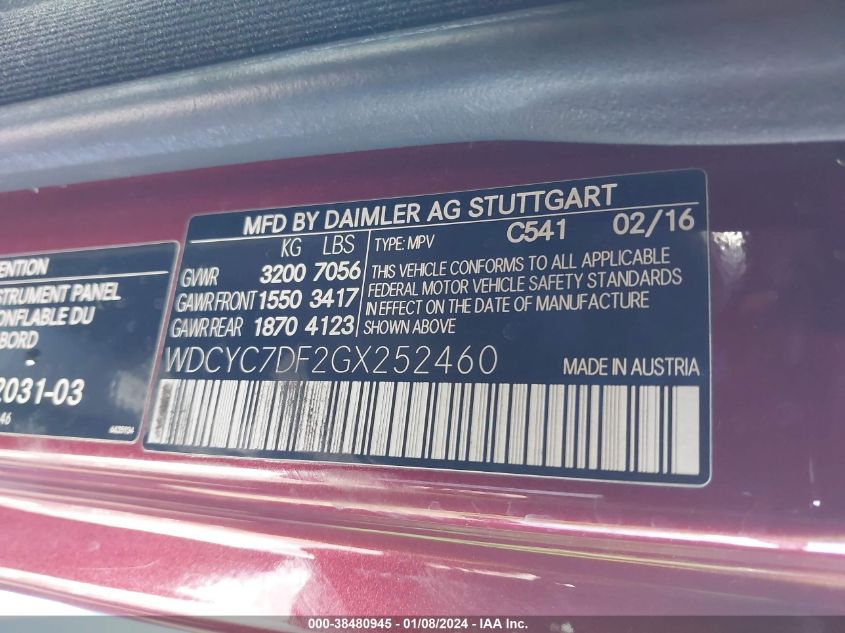 ENTION
STRUMENT PANEL
ONFLABLE DU
BORD
2031-03
46
MFD BY DAIMLER AG STUTTGART
KG LBS
GVWR 3200 7056
GAWR FRONT 1550 3417
GAWR REAR 1870 4123
TYPE: MPV C541 02/16
THIS VEHICLE CONFORMS TO ALL APPLICABLE
FEDERAL MOTOR VEHICLE SAFETY STANDARDS
IN EFFECT ON THE DATE OF MANUFACTURE
SHOWN ABOVE
WDCYC7DF2GX252460
MADE IN AUSTRIA
000-38480945 - 01/08/2024 - IAA Inc.